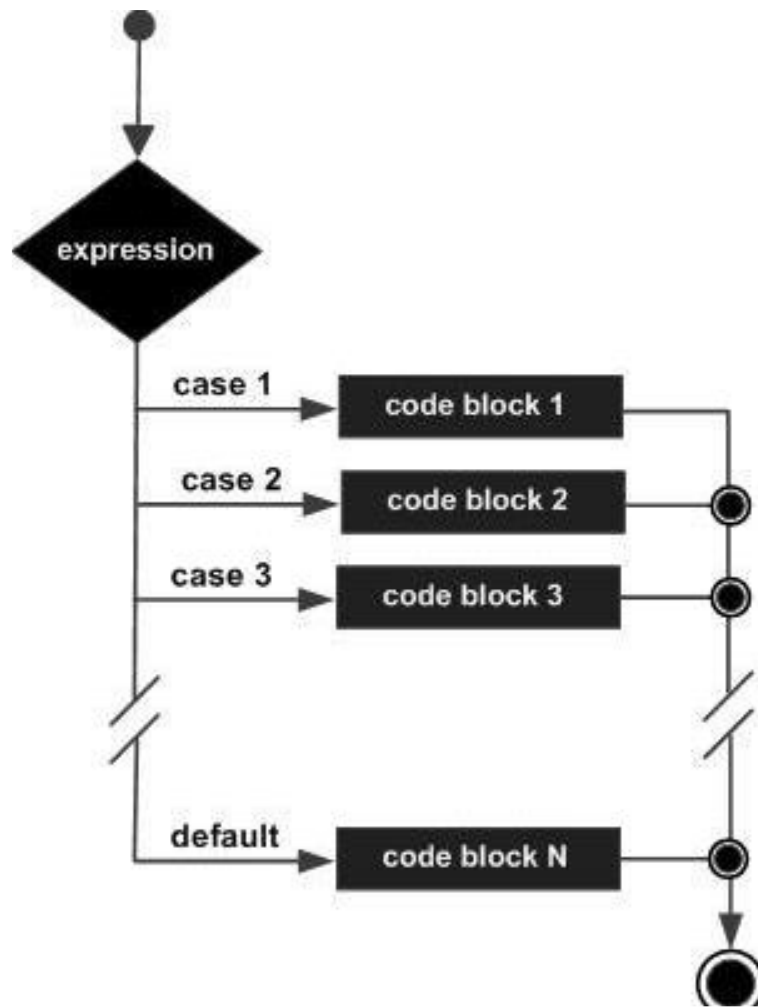 expression
case 1
code block 1
case 2
code block 2
case 3
code block 3
default
code block N